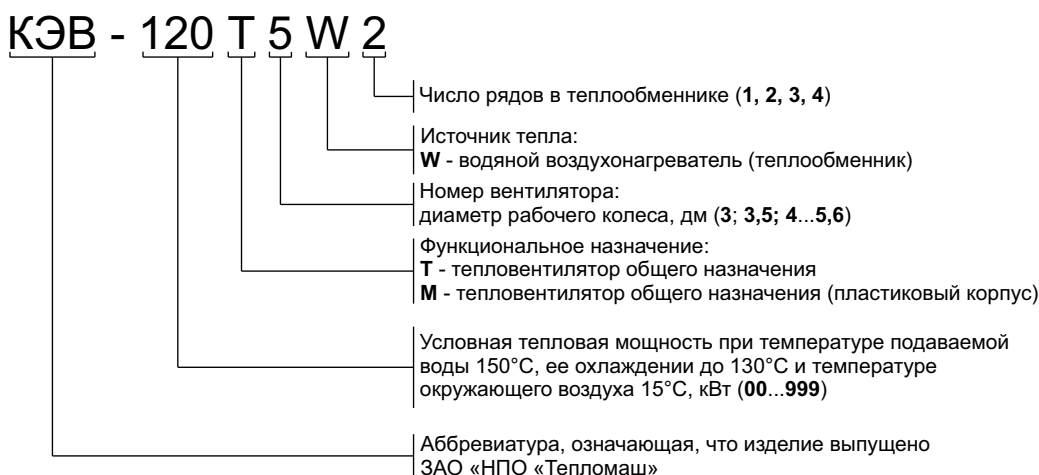 КЭВ - 120 T 5 W 2
Число рядов в теплообменнике (1, 2, 3, 4)
Источник тепла:
W - водяной воздухонагреватель (теплообменник)
Номер вентилятора:
диаметр рабочего колеса, дм (3; 3,5; 4...5,6)
Функциональное назначение:
Т - тепловентилятор общего назначения
М - тепловентилятор общего назначения (пластиковый корпус)
Условная тепловая мощность при температуре подаваемой
воды 150°С, ее охлаждении до 130°С и температуре
окружающего воздуха 15°С, кВт (00...999)
Аббревиатура, означающая, что изделие выпущено
ЗАО «НПО «Тепломаш»